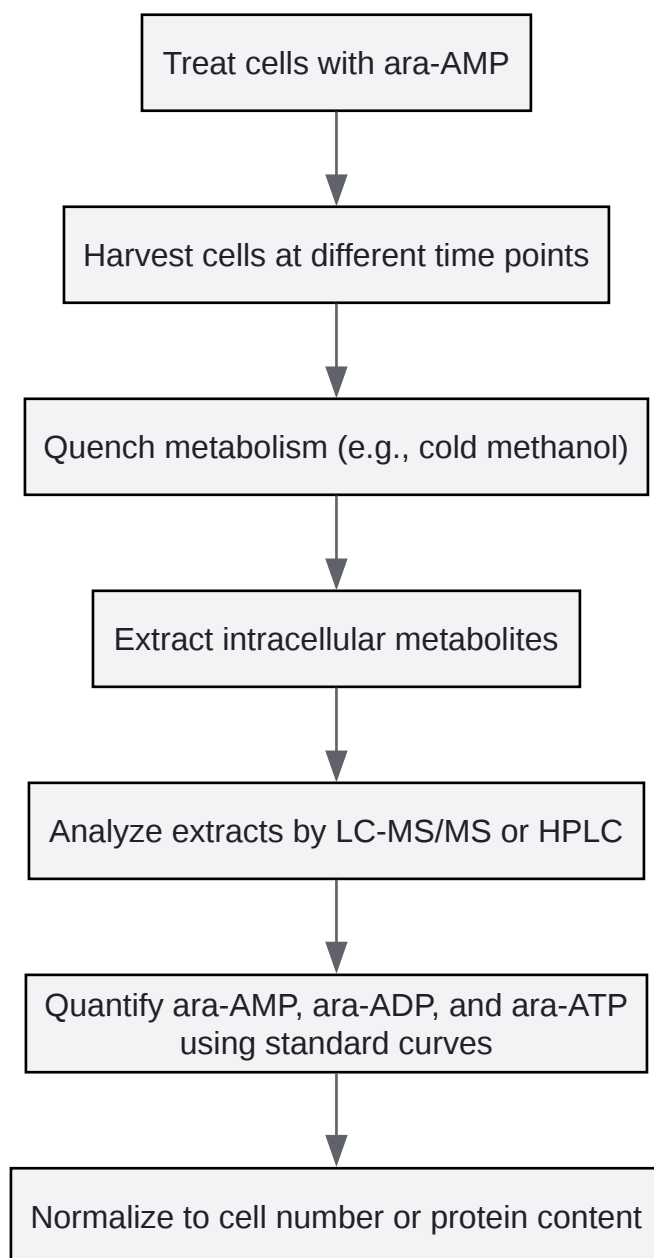 Treat cells with ara-AMP
Harvest cells at different time points
Quench metabolism (e.g., cold methanol)
Extract intracellular metabolites
Analyze extracts by LC-MS/MS or HPLC
Quantify ara-AMP, ara-ADP, and ara-ATP
using standard curves
Normalize to cell number or protein content